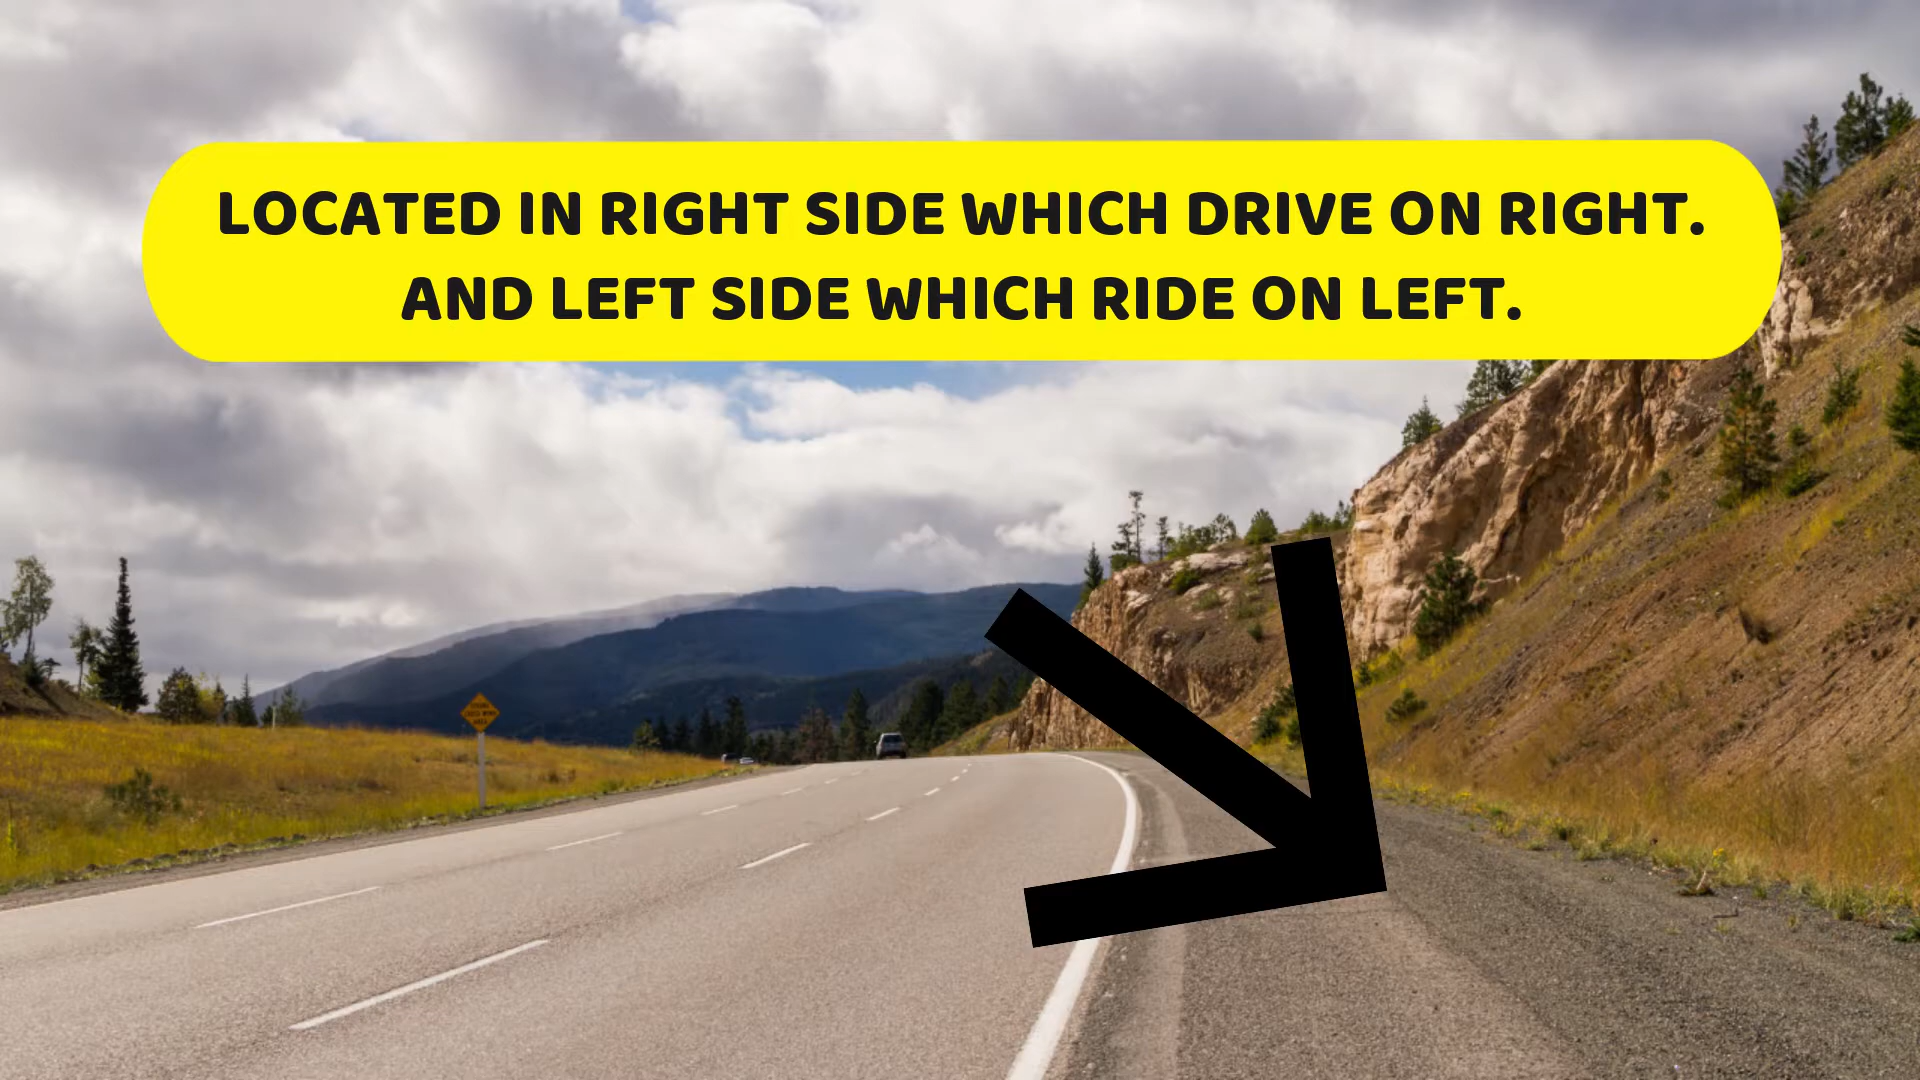 LOCATED IN RIGHT SIDE WHICH DRIVE ON RIGHT.
AND LEFT SIDE WHICH RIDE ON LEFT.